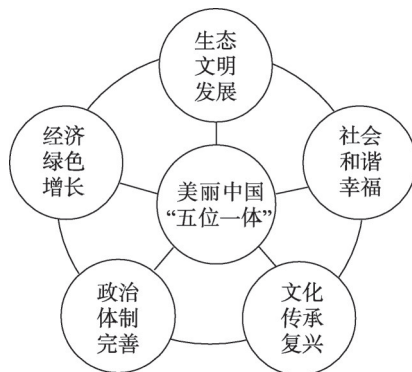 生态
文明
发展
经济
绿色
增长
社会
和谐
幸福
美丽中国
“五位一体”
政治
体制
完善
文化
传承
复兴